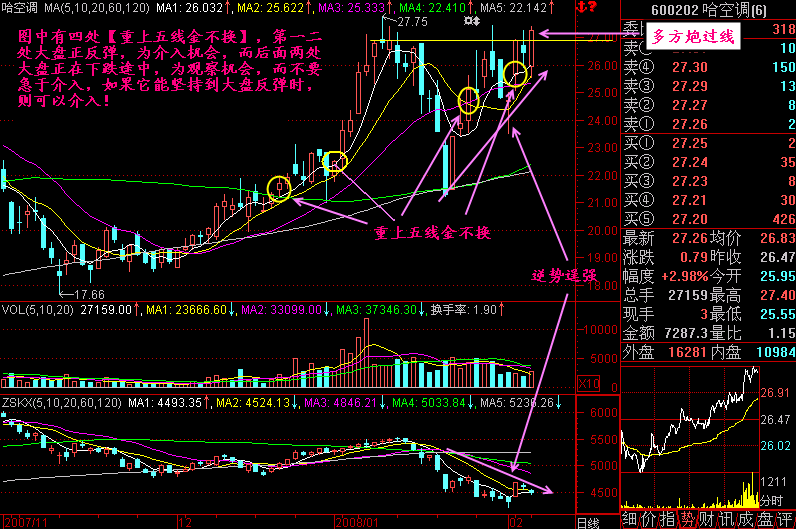 哈空调 MA(5,10,20,60,120) MA1: 26.032↑, MA2: 25.622↑, MA3: 25.333↑, MA4: 22.410↑, MA5: 22.142↑
图中有四处【重上五线全不换】，第一二
处大盘正反弹，为介入机会，而后面两处
大盘正在下跌途中，为观察机会，而不要
急于介入，如果它能坚持到大盘反弹时，
则可以介入！
27.75
27.00
26.00
25.00
24.00
23.00
22.00
21.00
20.00
19.00
18.00
重上五线全不换
逆势逞强
17.66
VOL(5,10,20) 27159.00↑, MA1: 23666.60↓, MA2: 33099.00↓, MA3: 37346.30↓, 换手率: 1.90↑
10000
5000
X10
ZSKX(5,10,20,60,120) MA1: 4493.35↑, MA2: 4524.13↓, MA3: 4846.21↓, MA4: 5033.84↓, MA5: 5236.26↓
6000
5500
5000
4500
2007/11 12 2008/01 02 日线
?
600202 哈空调(6)
318
多方炮过线
卖① 10
卖④ 27.30 150
卖③ 27.29 13
卖② 27.27 8
卖① 27.26 2
买① 27.25 2
买② 27.24 35
买③ 27.23 8
买④ 27.21 30
买⑤ 27.20 426
最新 27.26 均价 26.83
涨跌 0.79 昨收 26.47
幅度 +2.98% 今开 25.95
总手 27159 最高 27.40
现手 3 最低 25.55
金额 7287.3 量比 1.15
外盘 16281 内盘 10984
26.91
26.47
26.02
1211
分时
细价指势财讯成盘评